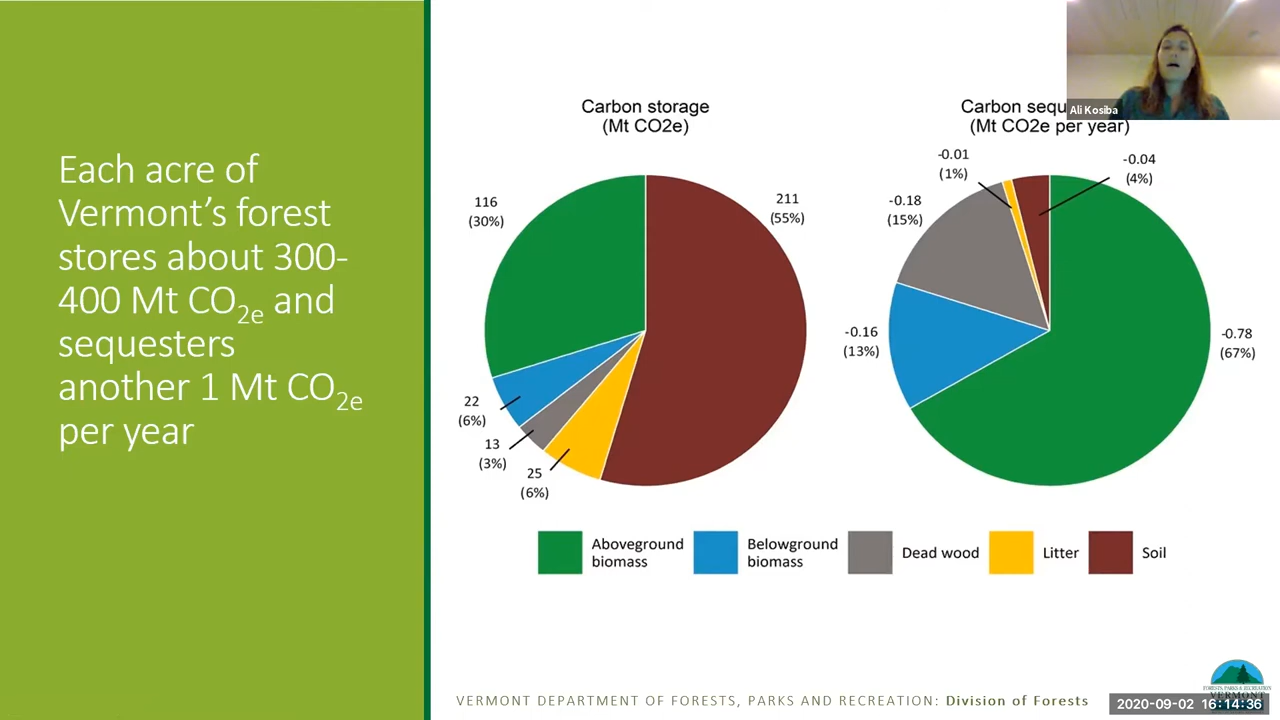 Each acre of
Vermont’s forest
stores about 300-
400 Mt CO2e and
sequesters
another 1 Mt CO2e
per year
Carbon storage
(Mt CO2e)
116
(30%)
211
(55%)
22
(6%)
13
(3%)
25
(6%)
Carbon sequ
(Mt CO2e per year)
-0.01
(1%)
-0.04
(4%)
-0.18
(15%)
-0.16
(13%)
-0.78
(67%)
Aboveground
biomass
Belowground
biomass
Dead wood
Litter
Soil
Ali Kosiba
VERMONT DEPARTMENT OF FORESTS, PARKS AND RECREATION: Division of Forests
FORESTS, PARKS & RECREATION
VERMONT
2020-09-02 16:14:36